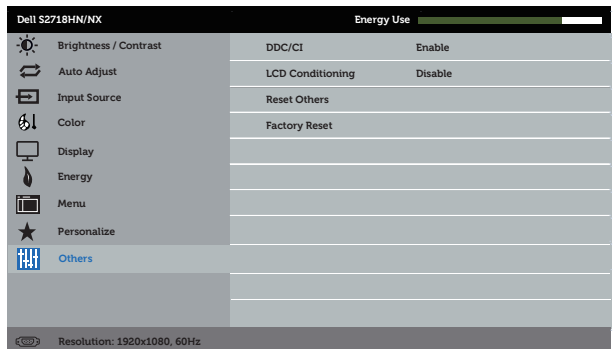 Dell S2718HN/NX Energy Use
Brightness / Contrast DDC/CI Enable
Auto Adjust LCD Conditioning Disable
Input Source Reset Others
Color Factory Reset
Display
Energy
Menu
Personalize
Others
Resolution: 1920x1080, 60Hz